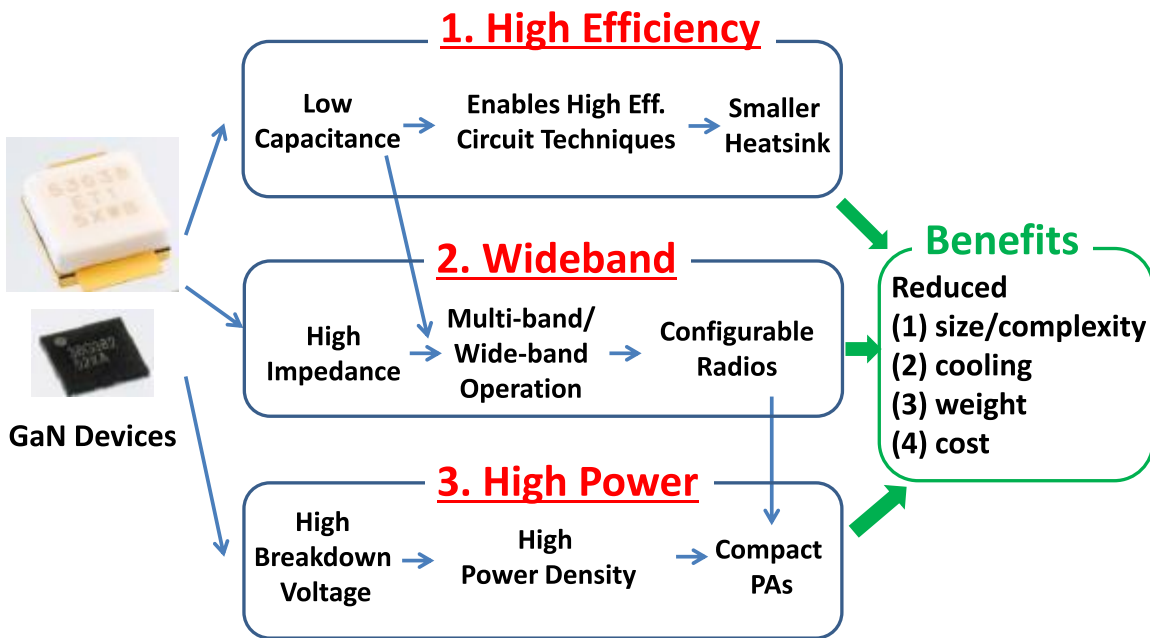 1. High Efficiency
Low
Capacitance
Enables High Eff.
Circuit Techniques
Smaller
Heatsink
2. Wideband
High
Impedance
Multi-band/
Wide-band
Operation
Configurable
Radios
3. High Power
High
Breakdown
Voltage
High
Power Density
Compact
PAs
GaN Devices
Benefits
Reduced
(1) size/complexity
(2) cooling
(3) weight
(4) cost